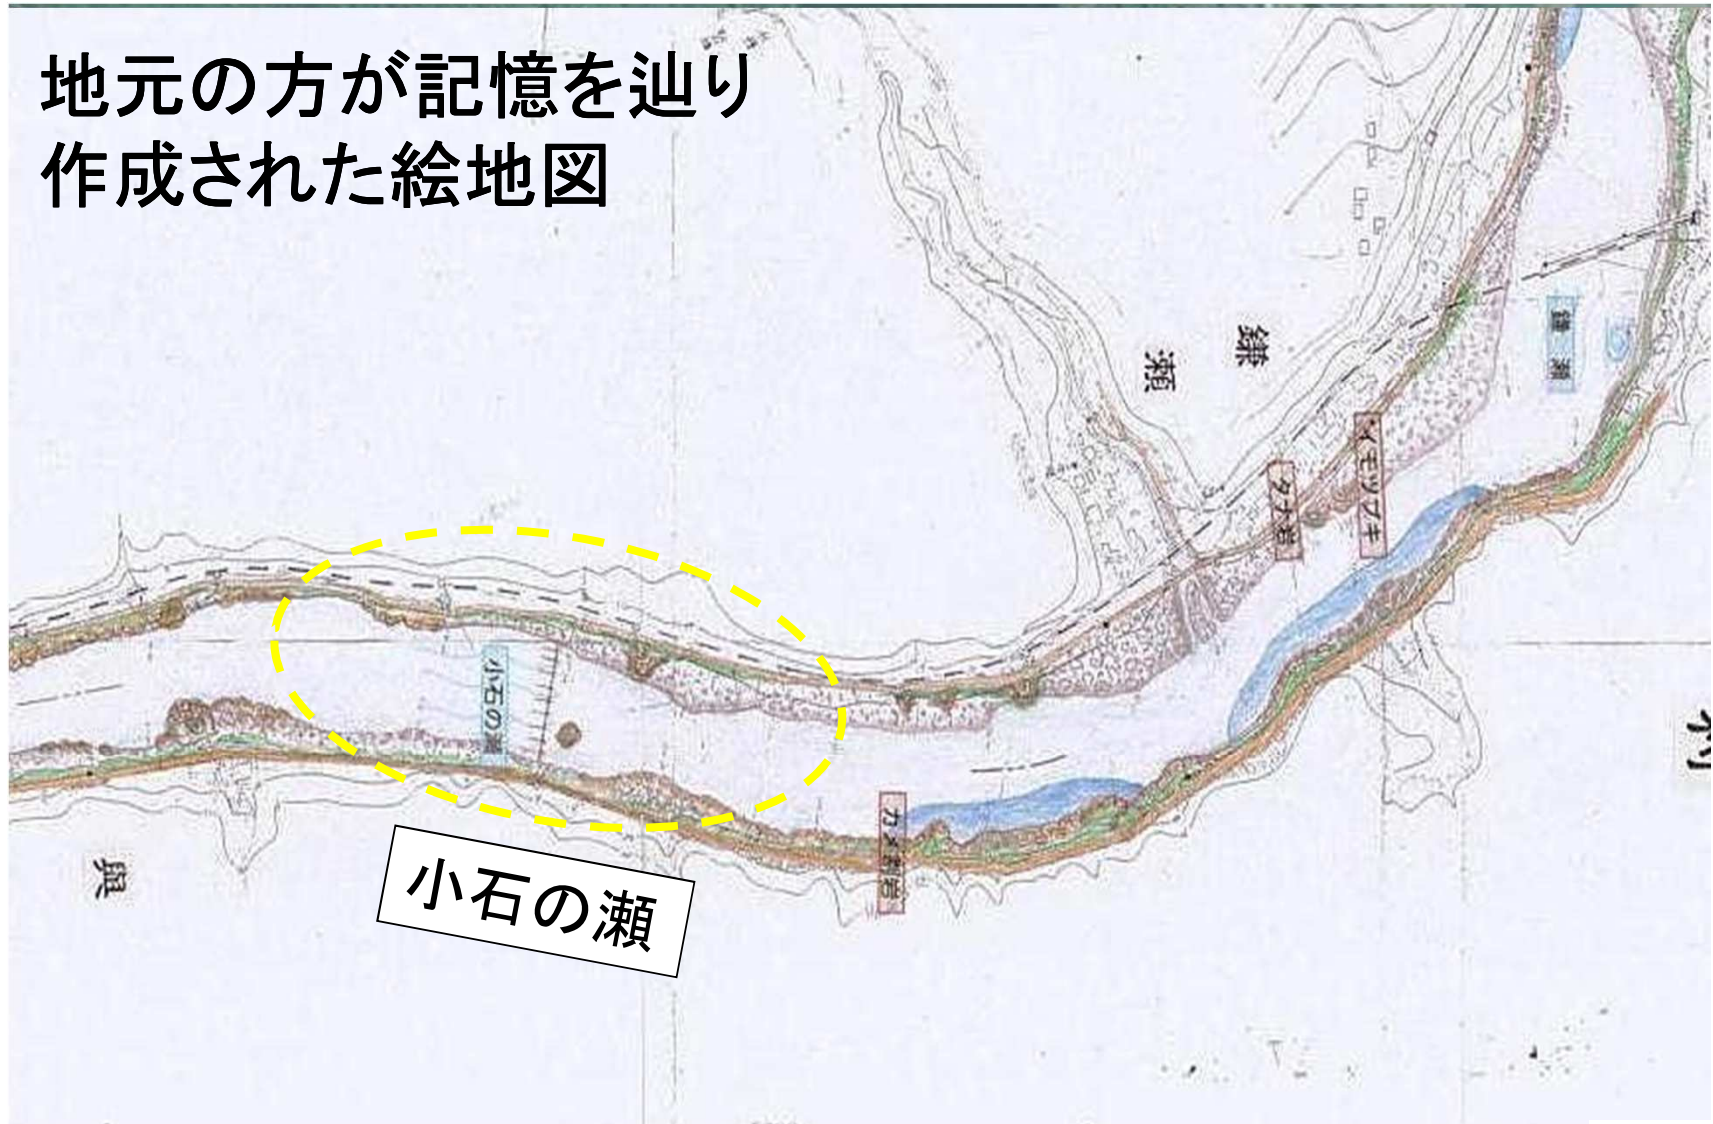 地元の方が記憶を辿り
作成された絵地図
鎌瀬
鎌瀬
イモツブキ
タナ岩
小石の瀬
カメ割岩
小石の瀬
與
利